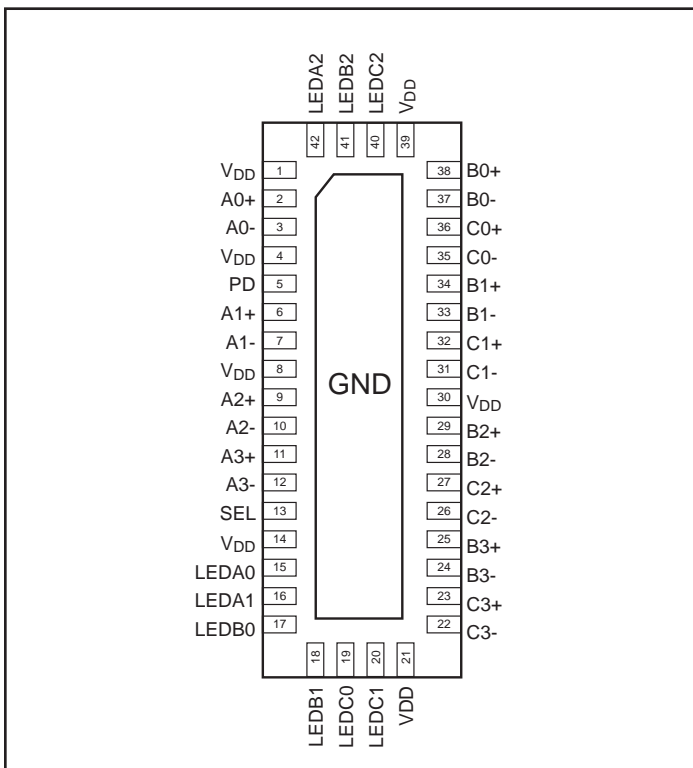 LEDA2 LEDB2 LEDC2 VDD
42 41 40 39
VDD 1 38 B0+
A0+ 2 37 B0-
A0- 3 36 C0+
VDD 4 35 C0-
PD 5 34 B1+
A1+ 6 33 B1-
A1- 7 32 C1+
VDD 8 31 C1-
GND
A2+ 9 30 VDD
A2- 10 29 B2+
A3+ 11 28 B2-
A3- 12 27 C2+
SEL 13 26 C2-
VDD 14 25 B3+
LEDA0 15 24 B3-
LEDA1 16 23 C3+
LEDB0 17 22 C3-
18 19 20 21
LEDB1 LEDC0 LEDC1 VDD